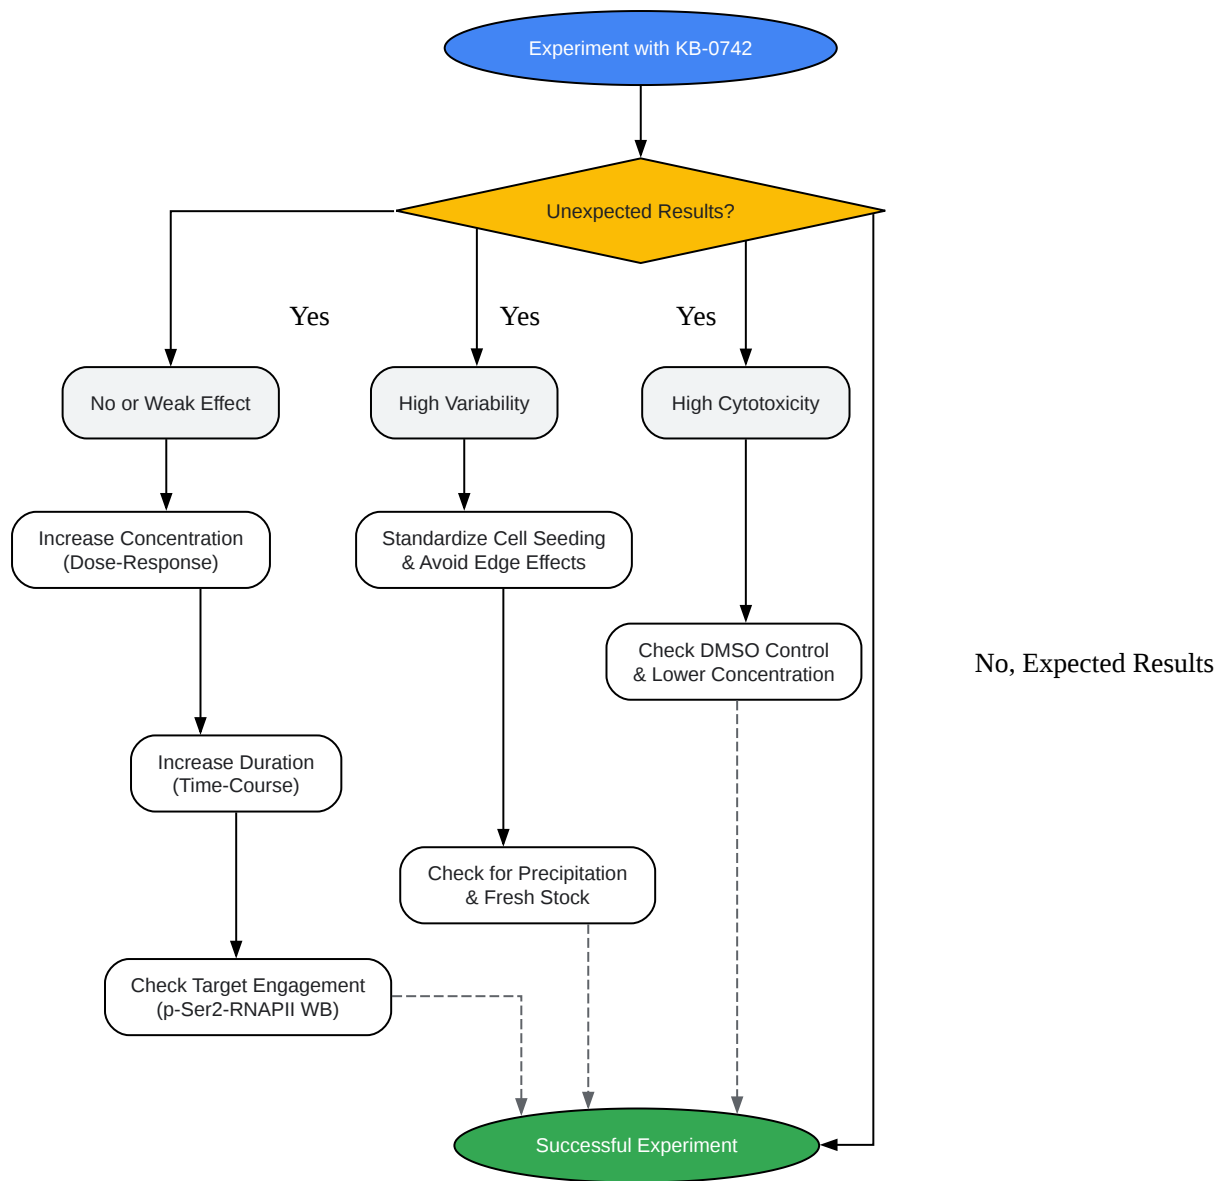 Experiment with KB-0742
Unexpected Results?
Yes
Yes
Yes
No or Weak Effect
High Variability
High Cytotoxicity
Increase Concentration
(Dose-Response)
Standardize Cell Seeding
& Avoid Edge Effects
Check DMSO Control
& Lower Concentration
No, Expected Results
Increase Duration
(Time-Course)
Check for Precipitation
& Fresh Stock
Check Target Engagement
(p-Ser2-RNAPII WB)
Successful Experiment